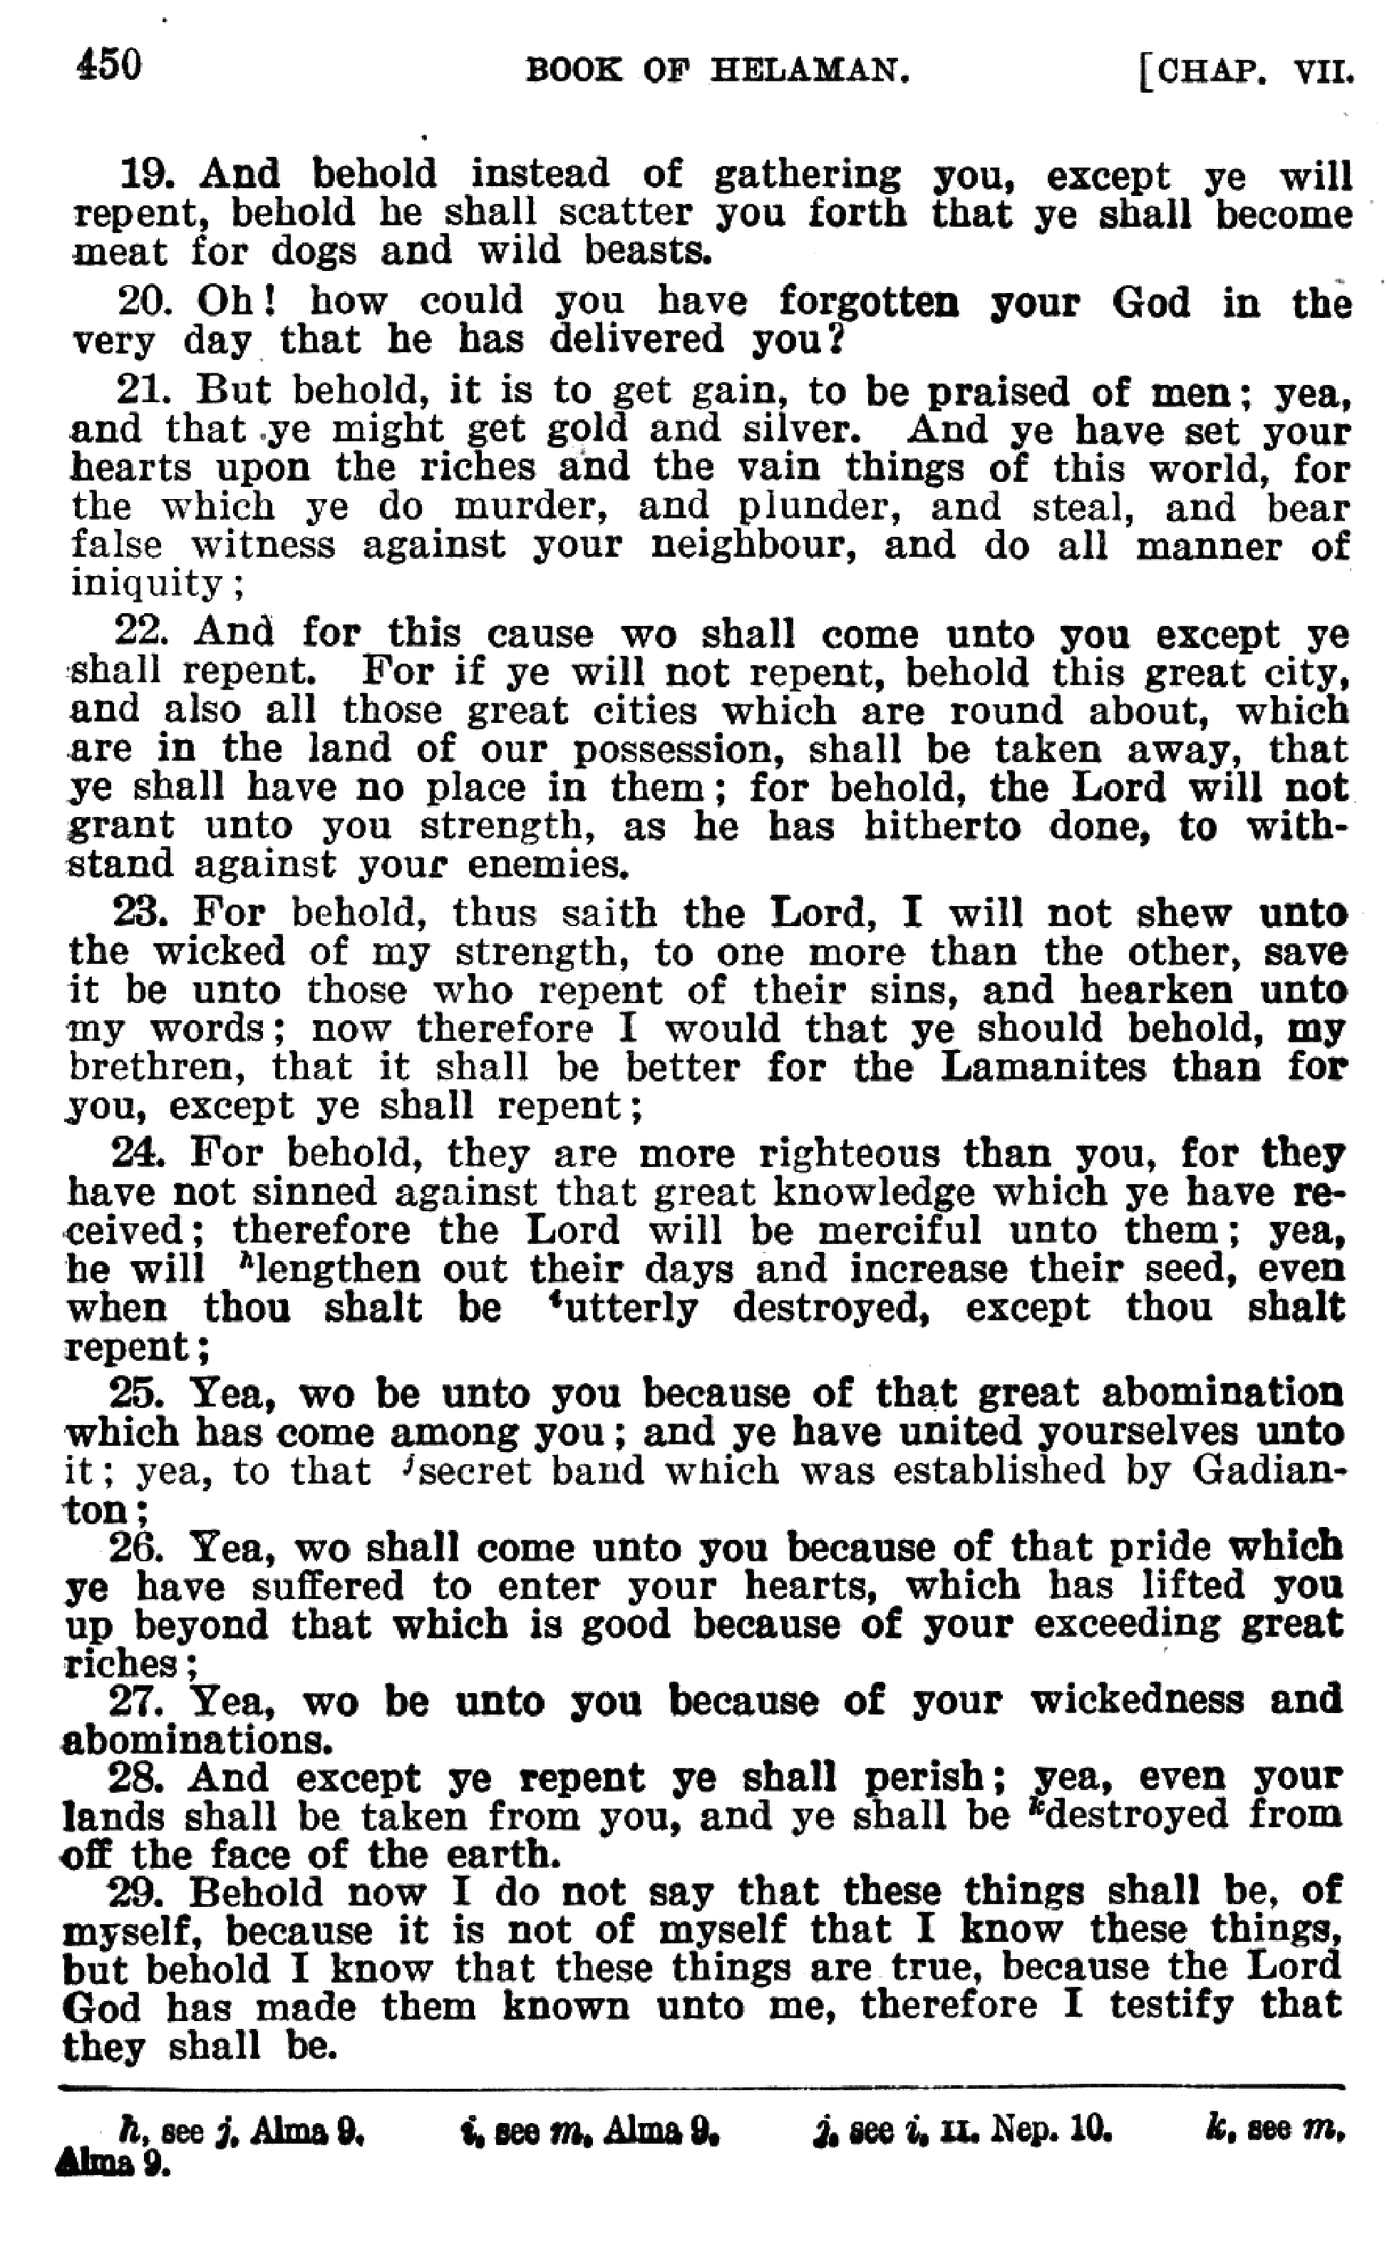 450 BOOK OF HELAMAN. [CHAP. VII.
19. And behold instead of gathering you, except ye will
repent, behold he shall scatter you forth that ye shall become
meat for dogs and wild beasts.
20. Oh! how could you have forgotten your God in the
very day that he has delivered you?
21. But behold, it is to get gain, to be praised of men; yea,
and that ye might get gold and silver. And ye have set your
hearts upon the riches and the vain things of this world, for
the which ye do murder, and plunder, and steal, and bear
false witness against your neighbour, and do all manner of
iniquity;
22. And for this cause wo shall come unto you except ye
shall repent. For if ye will not repent, behold this great city,
and also all those great cities which are round about, which
are in the land of our possession, shall be taken away, that
ye shall have no place in them; for behold, the Lord will not
grant unto you strength, as he has hitherto done, to with-
stand against your enemies.
23. For behold, thus saith the Lord, I will not shew unto
the wicked of my strength, to one more than the other, save
it be unto those who repent of their sins, and hearken unto
my words; now therefore I would that ye should behold, my
brethren, that it shall be better for the Lamanites than for
you, except ye shall repent;
24. For behold, they are more righteous than you, for they
have not sinned against that great knowledge which ye have re-
ceived; therefore the Lord will be merciful unto them; yea,
he will hlengthen out their days and increase their seed, even
when thou shalt be iutterly destroyed, except thou shalt
repent;
25. Yea, wo be unto you because of that great abomination
which has come among you; and ye have united yourselves unto
it; yea, to that jsecret band which was established by Gadian-
ton;
26. Yea, wo shall come unto you because of that pride which
ye have suffered to enter your hearts, which has lifted you
up beyond that which is good because of your exceeding great
riches;
27. Yea, wo be unto you because of your wickedness and
abominations.
28. And except ye repent ye shall perish; yea, even your
lands shall be taken from you, and ye shall be kdestroyed from
off the face of the earth.
29. Behold now I do not say that these things shall be, of
myself, because it is not of myself that I know these things,
but behold I know that these things are true, because the Lord
God has made them known unto me, therefore I testify that
they shall be.
h, see j, Alma 9. i, see m, Alma 9. j, see i, II. Nep. 10. k, see m,
Alma 9.